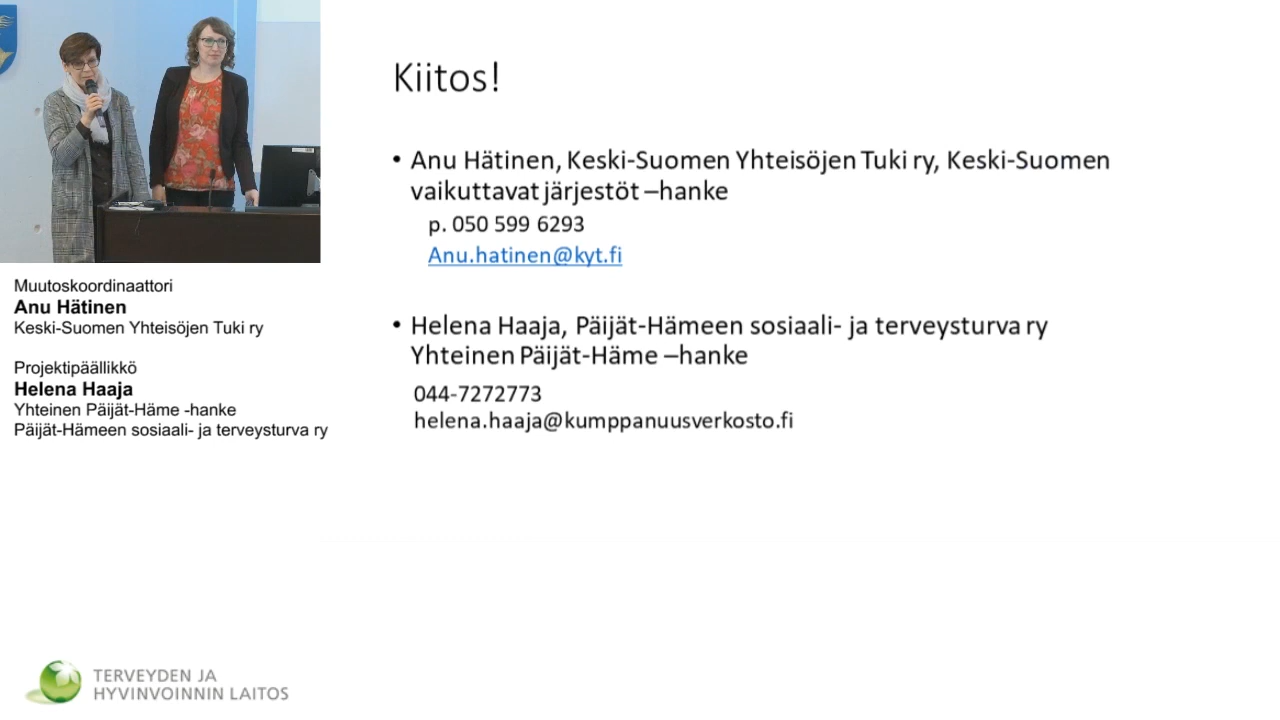 Kiitos!
• Anu Hätinen, Keski-Suomen Yhteisöjen Tuki ry, Keski-Suomen
vaikuttavat järjestöt –hanke
p. 050 599 6293
Anu.hatinen@kyt.fi
• Helena Haaja, Päijät-Hämeen sosiaali- ja terveysturva ry
Yhteinen Päijät-Häme –hanke
044-7272773
helena.haaja@kumppanuusverkosto.fi
Muutoskoordinaattori
Anu Hätinen
Keski-Suomen Yhteisöjen Tuki ry
Projektipäällikkö
Helena Haaja
Yhteinen Päijät-Häme -hanke
Päijät-Hämeen sosiaali- ja terveysturva ry
TERVEYDEN JA
HYVINVOINNIN LAITOS